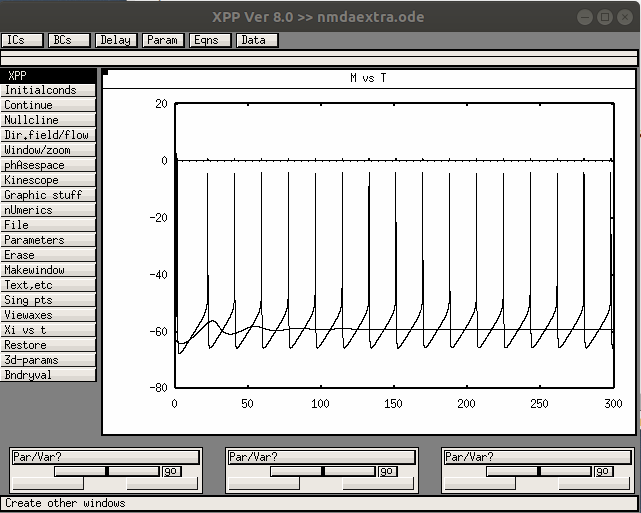 XPP Ver 8.0 >> nmdaextra.ode
ICs BCs Delay Param Eqns Data
XPP
Initialconds
Continue
Nullcline
Dir.field/flow
Window/zoom
phAsespace
Kinescope
Graphic stuff
nUmerics
File
Parameters
Erase
Makewindow
Text,etc
Sing pts
Viewaxes
Xi vs t
Restore
3d-params
Bndryval
M vs T
20
0
-20
-40
-60
-80
0 50 100 150 200 250 300
Par/Var? Par/Var? Par/Var?
go go go
Create other windows